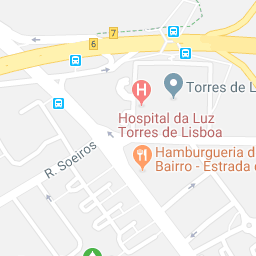 7
6
Torres de L
H
Hospital da Luz
Torres de Lisboa
Hamburgueria d
Bairro - Estrada
R. Soeiros